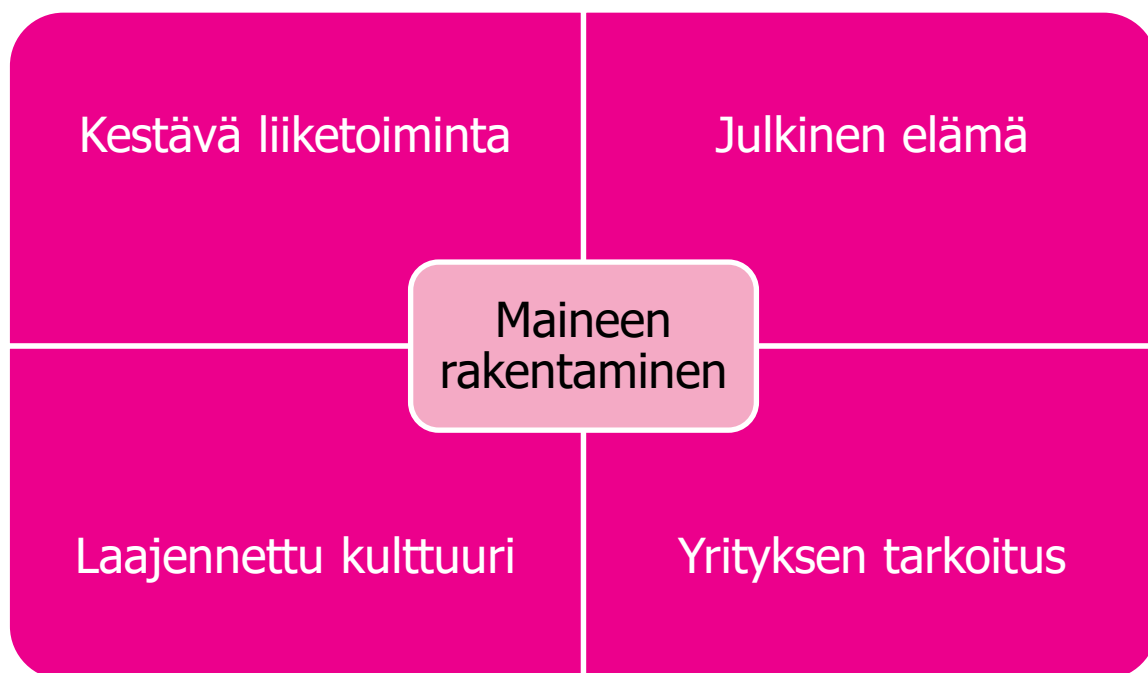 Kestävä liiketoiminta
Julkinen elämä
Maineen
rakentaminen
Laajennettu kulttuuri
Yrityksen tarkoitus